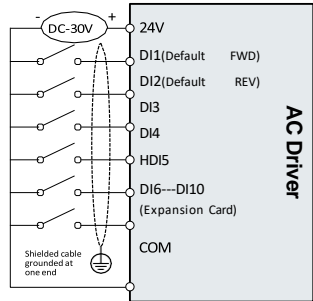 - DC-30V +
24V
DI1(Default FWD)
DI2(Default REV)
DI3
DI4
HDI5
DI6---DI10
(Expansion Card)
COM
AC Driver
Shielded cable
grounded at
one end